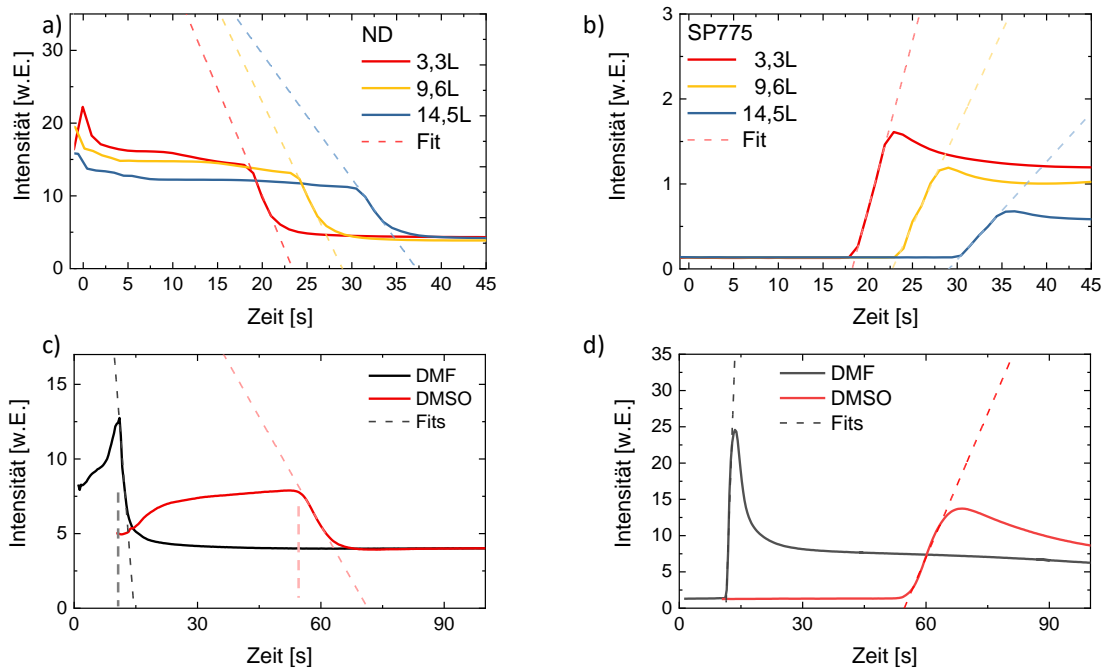 a)
ND
3,3L
9,6L
14,5L
Fit
Intensität [w.E.]
30
20
10
0
0 5 10 15 20 25 30 35 40 45
Zeit [s]
b)
SP775
3,3L
9,6L
14,5L
Fit
Intensität [w.E.]
3
2
1
0
0 5 10 15 20 25 30 35 40 45
Zeit [s]
c)
DMF
DMSO
Fits
Intensität [w.E.]
15
10
5
0
0 30 60 90
Zeit [s]
d)
DMF
DMSO
Fits
Intensität [w.E.]
35
30
25
20
15
10
5
0
0 30 60 90
Zeit [s]